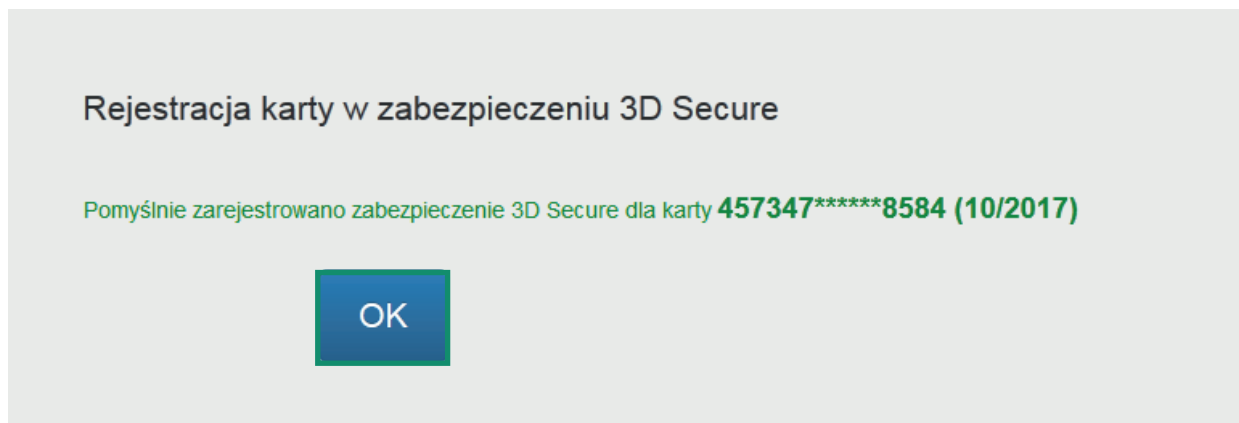 Rejestracja karty w zabezpieczeniu 3D Secure
Pomyślnie zarejestrowano zabezpieczenie 3D Secure dla karty 457347******8584 (10/2017)
OK